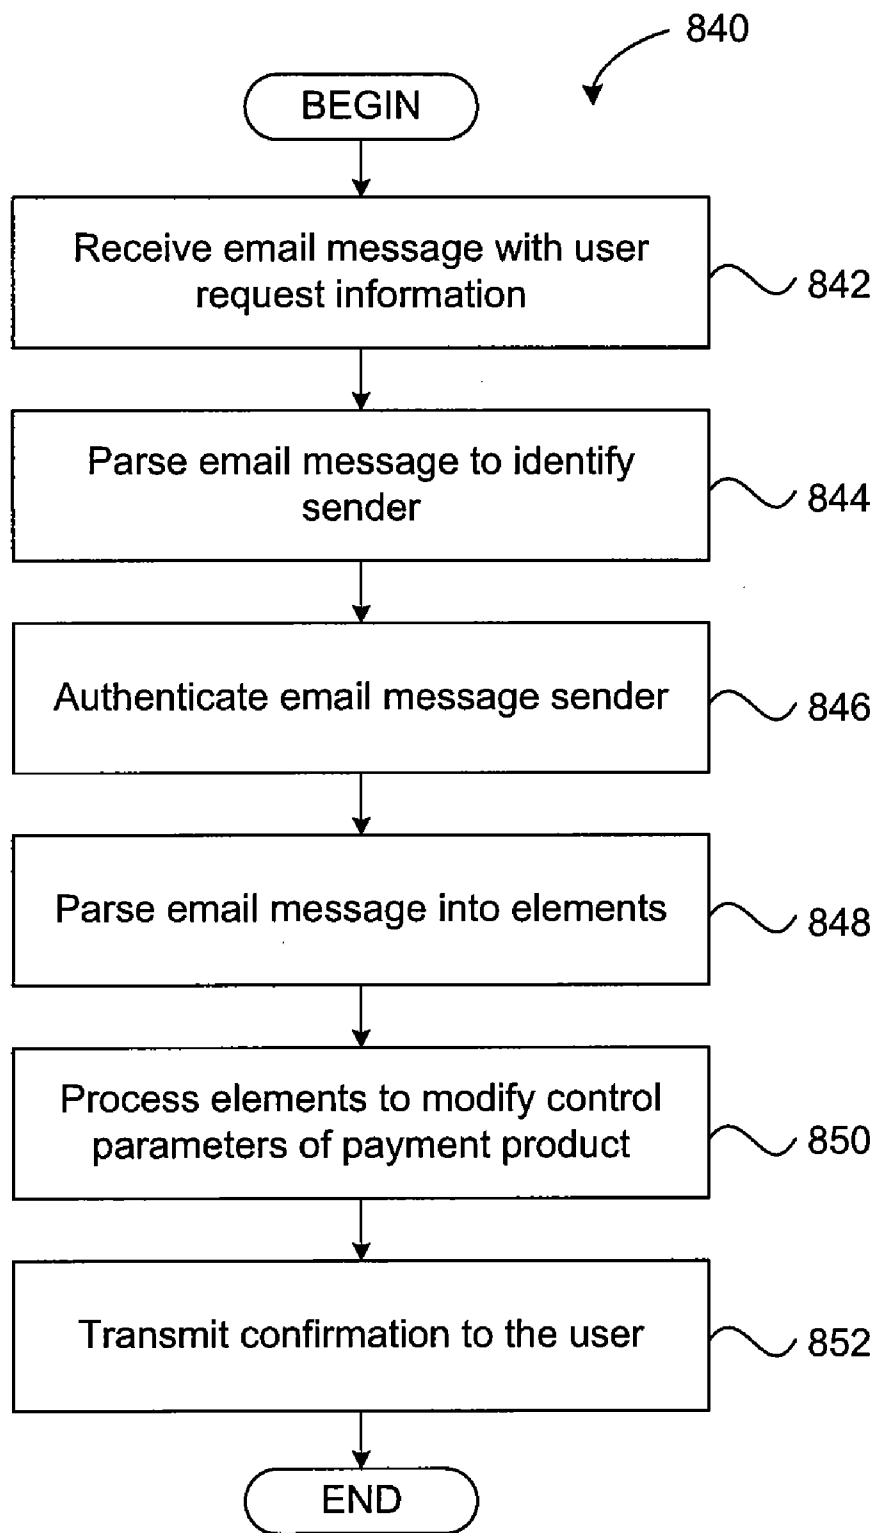 840
BEGIN
Receive email message with user
request information
842
Parse email message to identify
sender
844
Authenticate email message sender
846
Parse email message into elements
848
Process elements to modify control
parameters of payment product
850
Transmit confirmation to the user
852
END